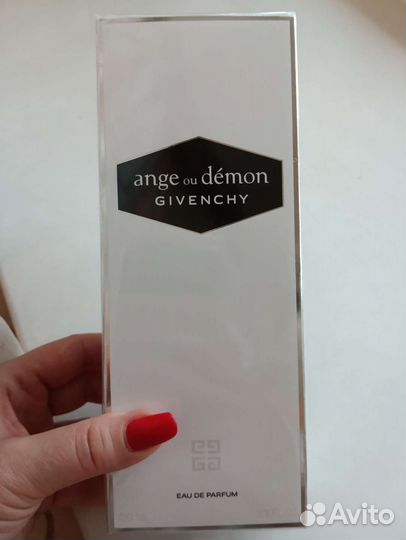 ange ou démon
GIVENCHY
EAU DE PARFUM
Avito